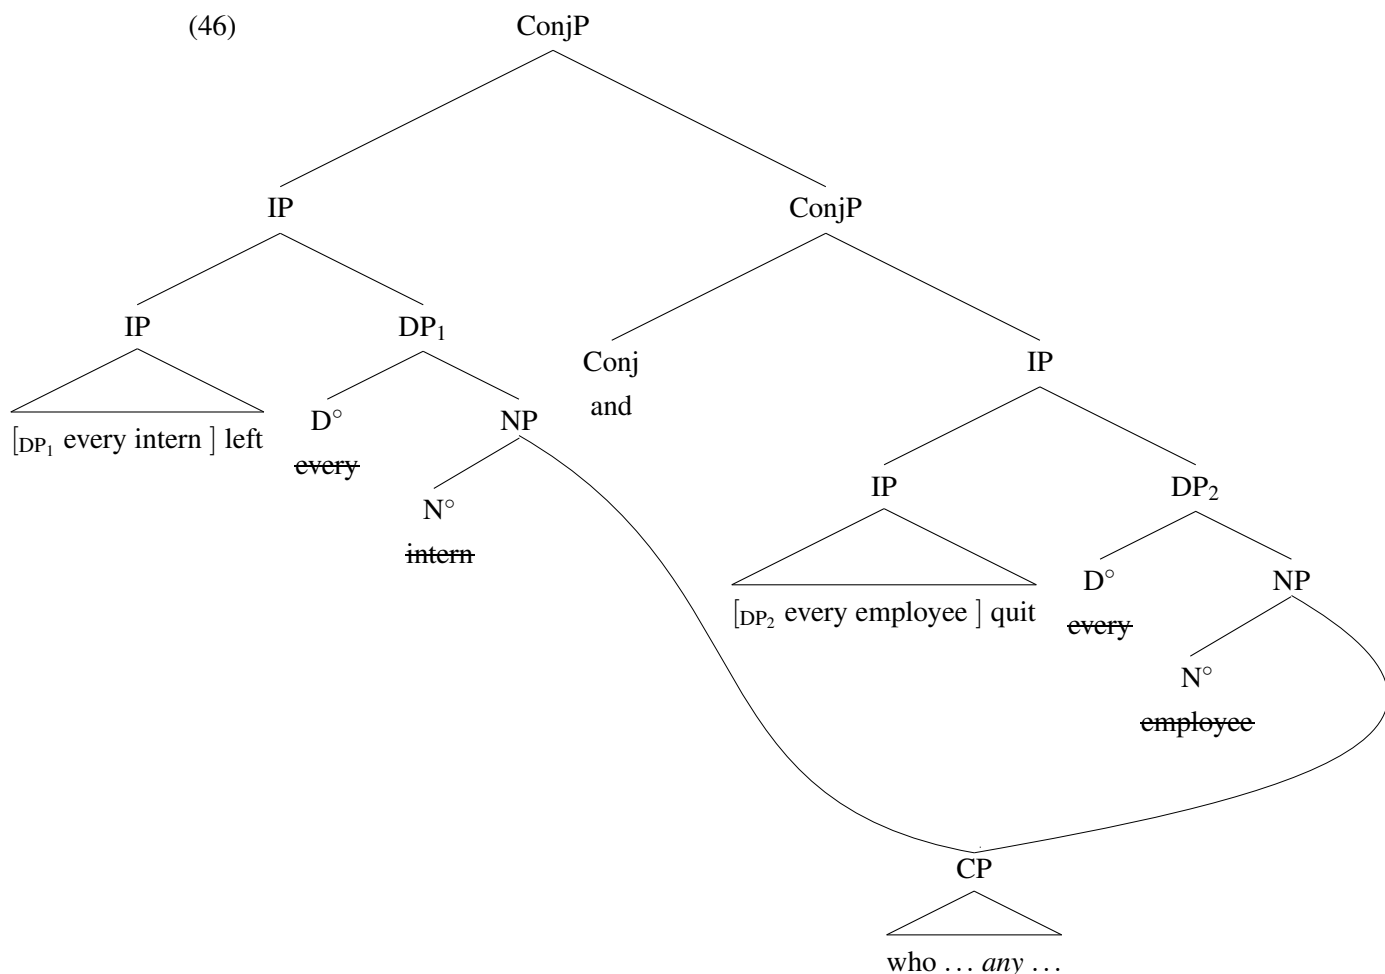 (46) ConjP
IP ConjP
IP DP₁
Conj IP
and
D° NP
[DP₁ every intern ] left
every
IP DP₂
N°
intern
D° NP
[DP₂ every employee ] quit
every
N°
employee
CP
who … any …